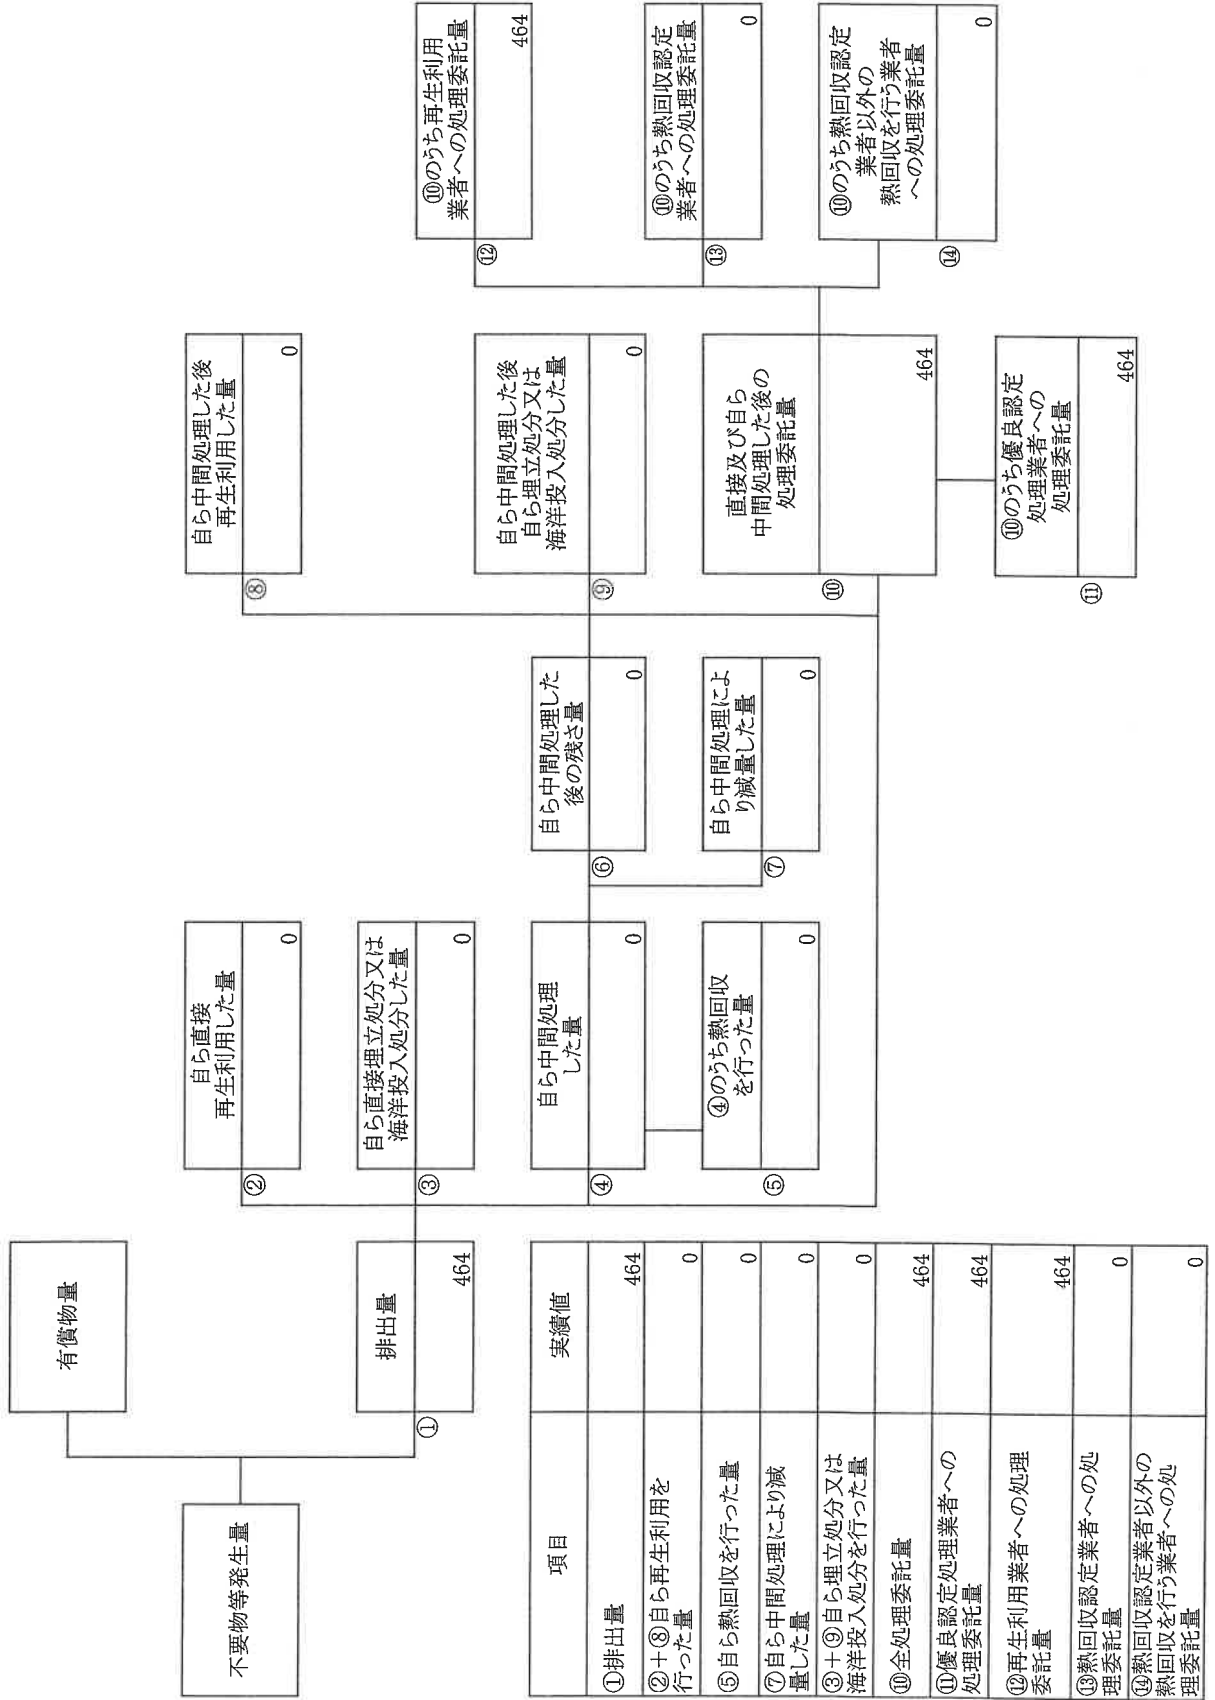 不要物等発生量
有償物量
①
排出量
464
②
自ら直接
再生利用した量
0
③
自ら直接埋立処分又は
海洋投入処分した量
0
④
自ら中間処理
した量
0
⑤
④のうち熱回収
を行った量
0
⑥
自ら中間処理した
後の残さ量
0
⑦
自ら中間処理によ
り減量した量
0
⑧
自ら中間処理した後
再生利用した量
0
⑨
自ら中間処理した後
自ら埋立処分又は
海洋投入処分した量
0
⑩
直接及び自ら
中間処理した後の
処理委託量
464
⑪
⑩のうち優良認定
処理業者への
処理委託量
464
⑫
⑩のうち再生利用
業者への処理委託量
464
⑬
⑩のうち熱回収認定
業者への処理委託量
0
⑭
⑩のうち熱回収認定
業者以外の
熱回収を行う業者
への処理委託量
0
項目
実績値
①排出量
464
②+⑧自ら再生利用を
行った量
0
⑤自ら熱回収を行った量
0
⑦自ら中間処理により減
量した量
0
③+⑨自ら埋立処分又は
海洋投入処分を行った量
0
⑩全処理委託量
464
⑪優良認定処理業者への
処理委託量
464
⑫再生利用業者への処理
委託量
464
⑬熱回収認定業者への処
理委託量
0
⑭熱回収認定業者以外の
熱回収を行う業者への処
理委託量
0